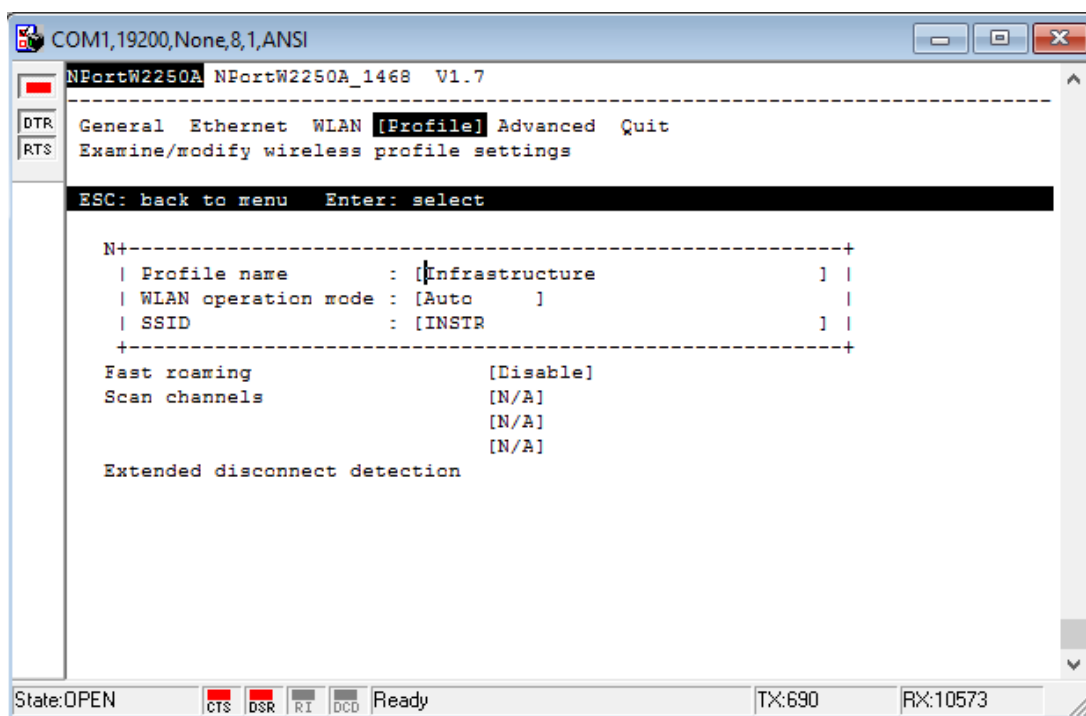 COM1,19200,None,8,1,ANSI
NPortW2250A NPortW2250A_1468 V1.7
--------------------------------------------------------------------------------
DTR
General Ethernet WLAN [Profile] Advanced Quit
RTS
Examine/modify wireless profile settings
ESC: back to menu Enter: select
N+----------------------------------------------------------+
| Profile name : [Infrastructure ] |
| WLAN operation mode : [Auto ] |
| SSID : [INSTR ] |
+----------------------------------------------------------+
Fast roaming [Disable]
Scan channels [N/A]
[N/A]
[N/A]
Extended disconnect detection
State:OPEN CTS DSR RI DCD Ready TX:690 RX:10573